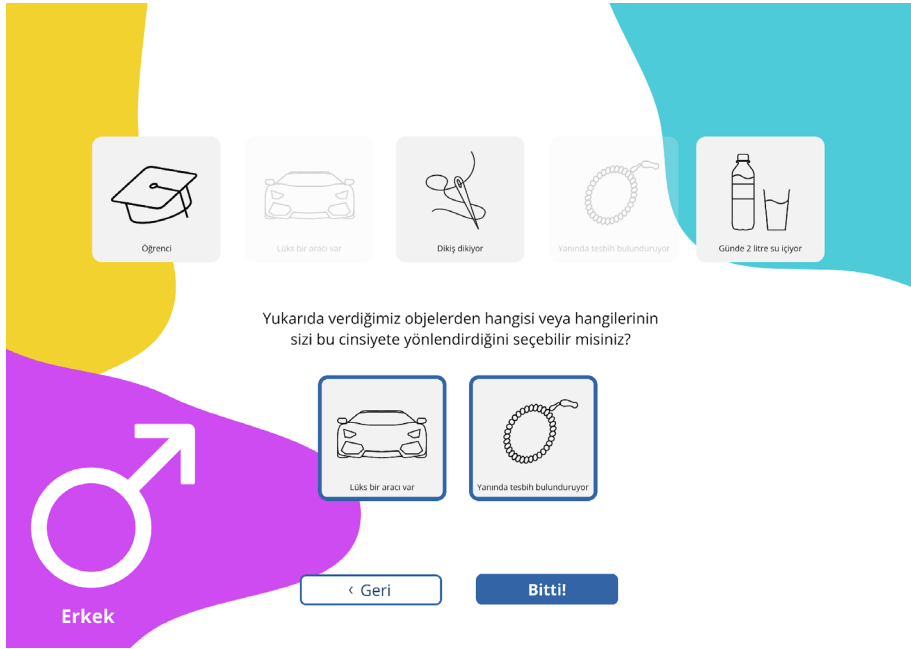 Öğrenci
Lüks bir aracı var
Dikiş dikiyor
Yanında tesbih bulunduruyor
Günde 2 litre su içiyor
Yukarıda verdiğimiz objelerden hangisi veya hangilerinin
sizi bu cinsiyete yönlendirdiğini seçebilir misiniz?
Lüks bir aracı var
Yanında tesbih bulunduruyor
‹ Geri
Bitti!
Erkek